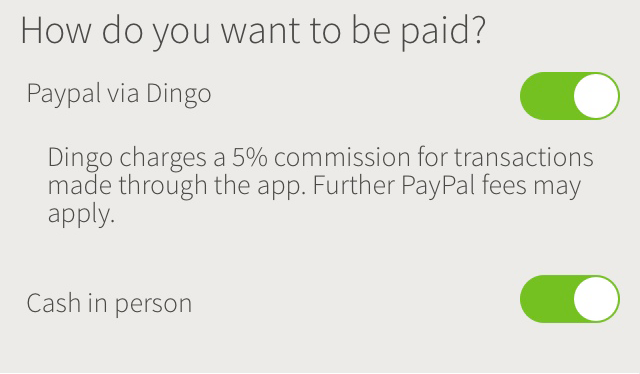 How do you want to be paid?
Paypal via Dingo
Dingo charges a 5% commission for transactions
made through the app. Further PayPal fees may
apply.
Cash in person